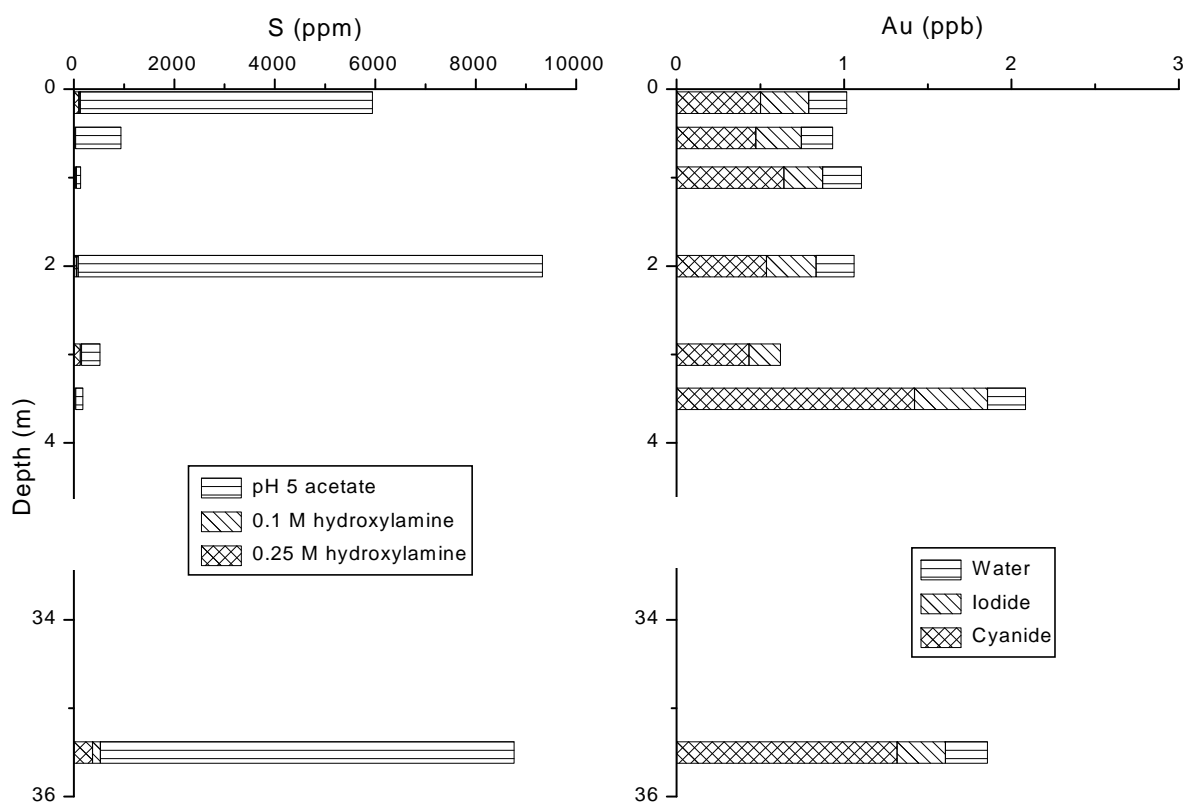 S (ppm)
0 2000 4000 6000 8000 10000
0
2
4
34
36
Depth (m)
pH 5 acetate
0.1 M hydroxylamine
0.25 M hydroxylamine
Au (ppb)
0 1 2 3
0
2
4
34
36
Water
Iodide
Cyanide